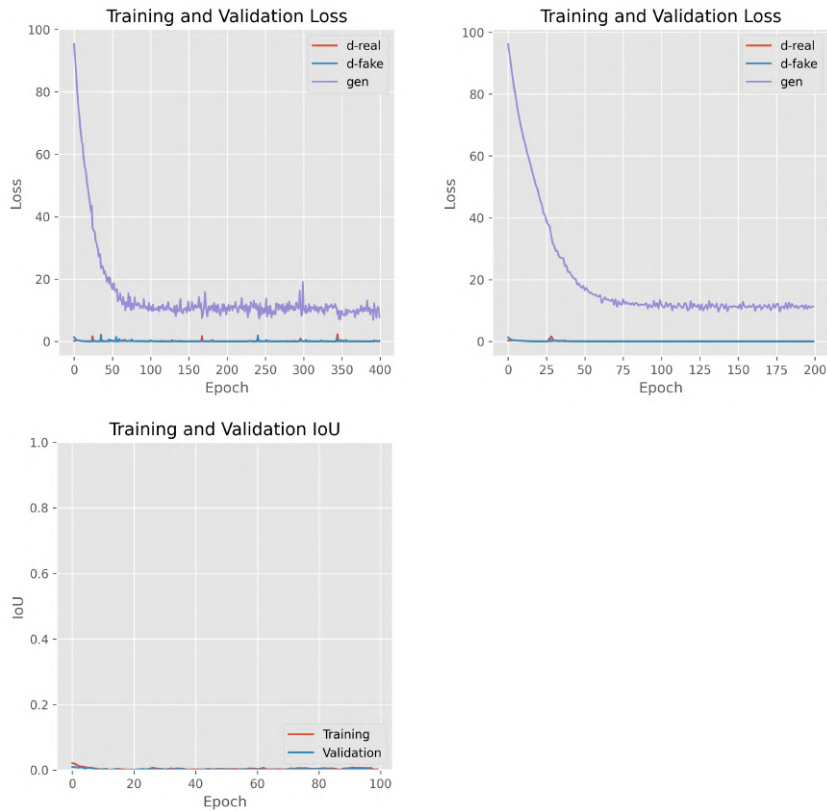 Training and Validation Loss
100
80
60
40
20
0
Loss
d-real
d-fake
gen
0 50 100 150 200 250 300 350 400
Epoch
Training and Validation Loss
100
80
60
40
20
0
Loss
d-real
d-fake
gen
0 25 50 75 100 125 150 175 200
Epoch
Training and Validation IoU
1.0
0.8
0.6
0.4
0.2
0.0
IoU
Training
Validation
0 20 40 60 80 100
Epoch